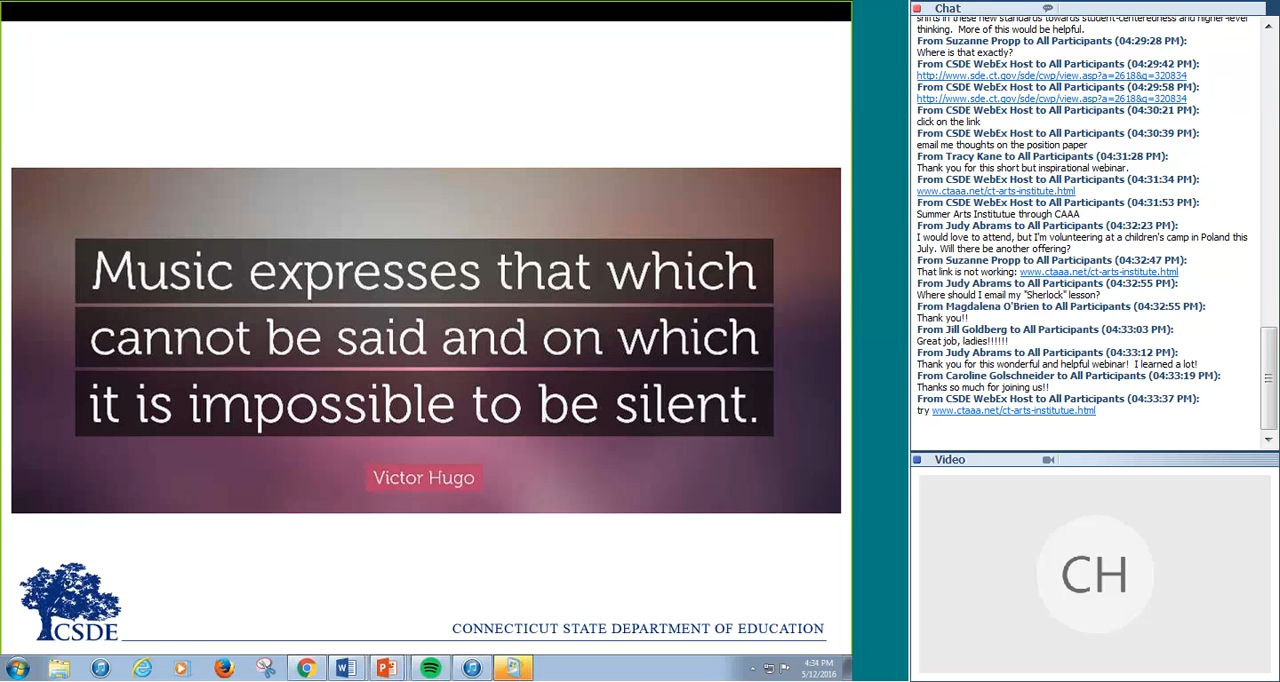 Music expresses that which
cannot be said and on which
it is impossible to be silent.
Victor Hugo
CSDE
CONNECTICUT STATE DEPARTMENT OF EDUCATION
4:34 PM
5/12/2016
Chat
shifts in these new standards towards student-centeredness and higher-level
thinking. More of this would be helpful.
From Suzanne Propp to All Participants (04:29:28 PM):
Where is that exactly?
From CSDE WebEx Host to All Participants (04:29:42 PM):
http://www.sde.ct.gov/sde/cwp/view.asp?a=2618&q=320834
From CSDE WebEx Host to All Participants (04:29:58 PM):
http://www.sde.ct.gov/sde/cwp/view.asp?a=2618&q=320834
From CSDE WebEx Host to All Participants (04:30:21 PM):
click on the link
From CSDE WebEx Host to All Participants (04:30:39 PM):
email me thoughts on the position paper
From Tracy Kane to All Participants (04:31:28 PM):
Thank you for this short but inspirational webinar.
From CSDE WebEx Host to All Participants (04:31:34 PM):
www.ctaaa.net/ct-arts-institute.html
From CSDE WebEx Host to All Participants (04:31:53 PM):
Summer Arts Institutue through CAAA
From Judy Abrams to All Participants (04:32:23 PM):
I would love to attend, but I'm volunteering at a children's camp in Poland this
July. Will there be another offering?
From Suzanne Propp to All Participants (04:32:47 PM):
That link is not working: www.ctaaa.net/ct-arts-institute.html
From Judy Abrams to All Participants (04:32:55 PM):
Where should I email my "Sherlock" lesson?
From Magdalena O'Brien to All Participants (04:32:55 PM):
Thank you!!
From Jill Goldberg to All Participants (04:33:03 PM):
Great job, ladies!!!!!!
From Judy Abrams to All Participants (04:33:12 PM):
Thank you for this wonderful and helpful webinar! I learned a lot!
From Caroline Golschneider to All Participants (04:33:19 PM):
Thanks so much for joining us!!
From CSDE WebEx Host to All Participants (04:33:37 PM):
try www.ctaaa.net/ct-arts-institutue.html
Video
CH